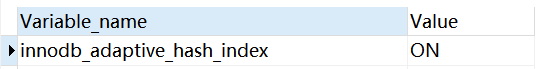 Variable_name Value
innodb_adaptive_hash_index ON